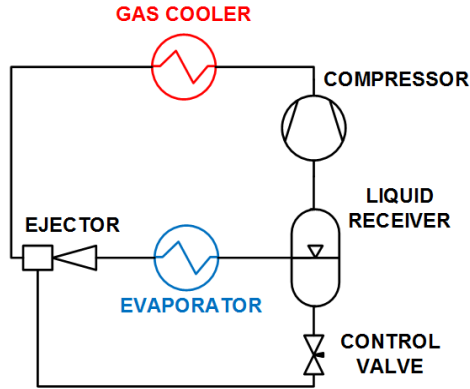 GAS COOLER
COMPRESSOR
LIQUID
RECEIVER
EJECTOR
EVAPORATOR
CONTROL
VALVE